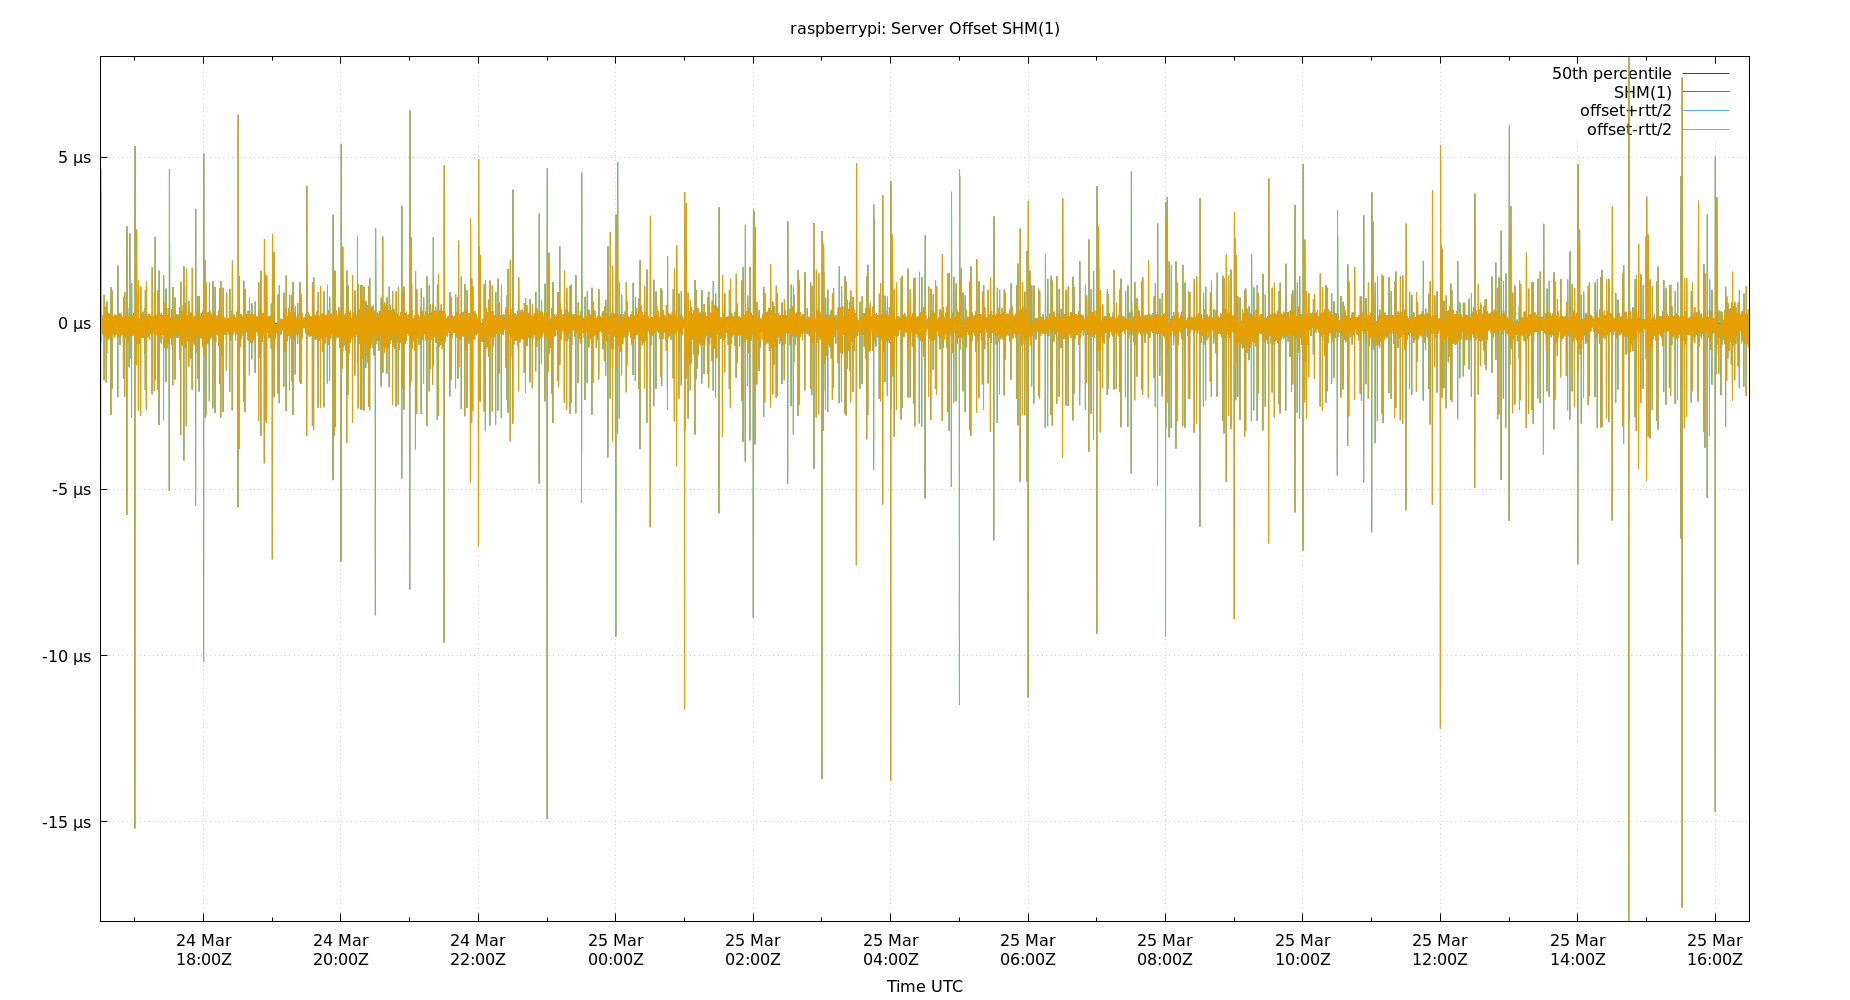 raspberrypi: Server Offset SHM(1)
50th percentile
SHM(1)
offset+rtt/2
offset-rtt/2
5 µs
0 µs
-5 µs
-10 µs
-15 µs
24 Mar 24 Mar 24 Mar 25 Mar 25 Mar 25 Mar 25 Mar 25 Mar 25 Mar 25 Mar 25 Mar 25 Mar
18:00Z 20:00Z 22:00Z 00:00Z 02:00Z 04:00Z 06:00Z 08:00Z 10:00Z 12:00Z 14:00Z 16:00Z
Time UTC